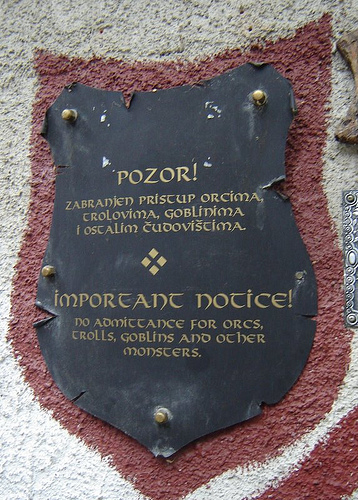 POZOR!
ZABRANJEN PRISTUP ORCIMA,
TROLOVIMA, GOBLINIMA
I OSTALIM ČUDOVIŠTIMA.
IMPORTANT NOTICE!
NO ADMITTANCE FOR ORCS,
TROLLS, GOBLINS AND OTHER
MONSTERS.